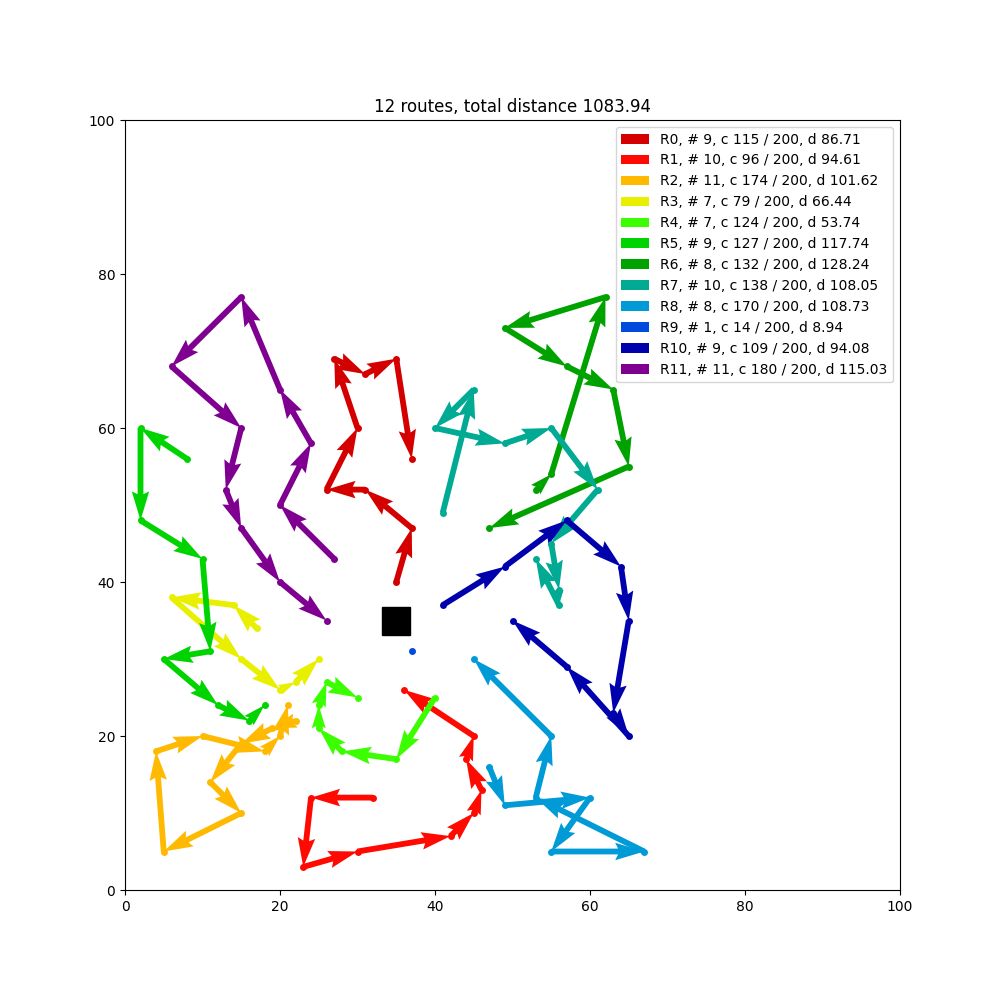 12 routes, total distance 1083.94
100
80
60
40
20
0
0 20 40 60 80 100
R0, # 9, c 115 / 200, d 86.71
R1, # 10, c 96 / 200, d 94.61
R2, # 11, c 174 / 200, d 101.62
R3, # 7, c 79 / 200, d 66.44
R4, # 7, c 124 / 200, d 53.74
R5, # 9, c 127 / 200, d 117.74
R6, # 8, c 132 / 200, d 128.24
R7, # 10, c 138 / 200, d 108.05
R8, # 8, c 170 / 200, d 108.73
R9, # 1, c 14 / 200, d 8.94
R10, # 9, c 109 / 200, d 94.08
R11, # 11, c 180 / 200, d 115.03